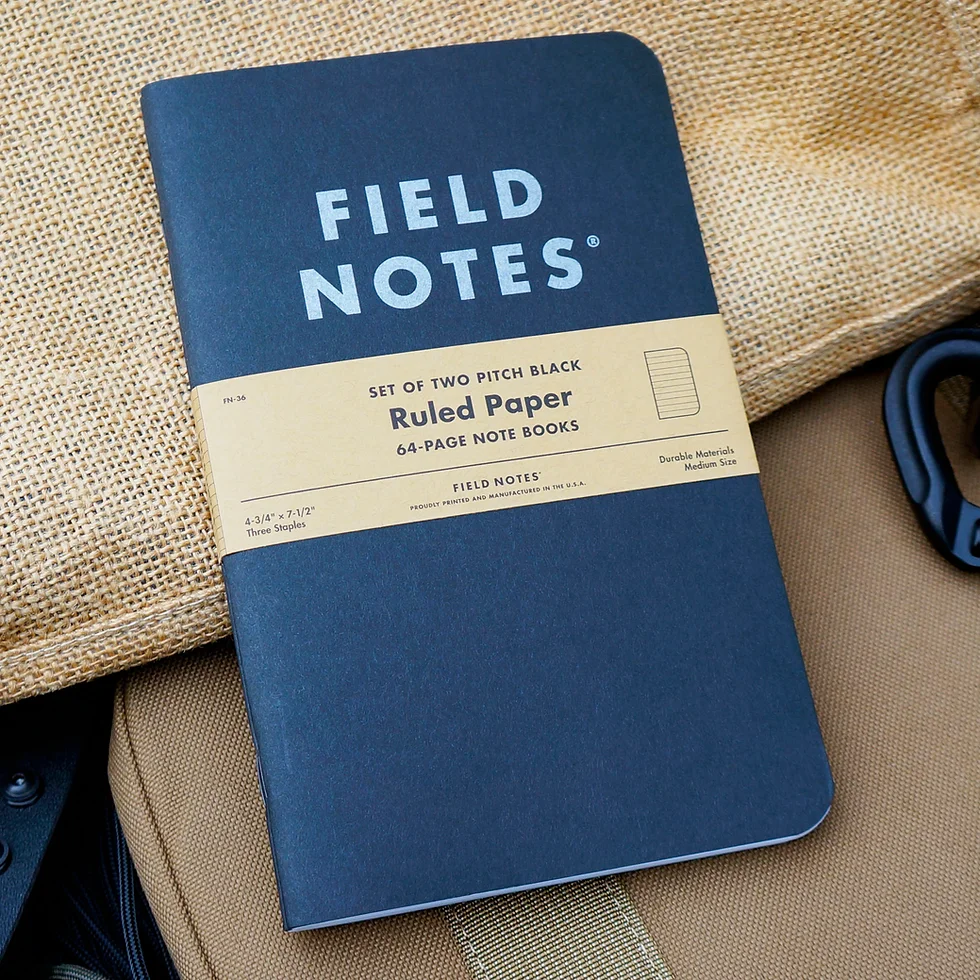 FIELD
NOTES®
FN-36
SET OF TWO PITCH BLACK
Ruled Paper
64-PAGE NOTE BOOKS
Durable Materials
Medium Size
FIELD NOTES®
PROUDLY PRINTED AND MANUFACTURED IN THE U.S.A.
4-3/4" × 7-1/2"
Three Staples